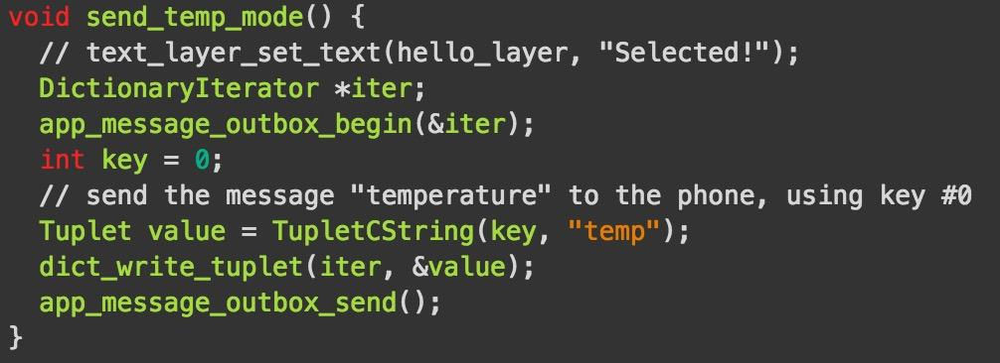 void send_temp_mode() {
// text_layer_set_text(hello_layer, "Selected!");
DictionaryIterator *iter;
app_message_outbox_begin(&iter);
int key = 0;
// send the message "temperature" to the phone, using key #0
Tuplet value = TupletCString(key, "temp");
dict_write_tuplet(iter, &value);
app_message_outbox_send();
}